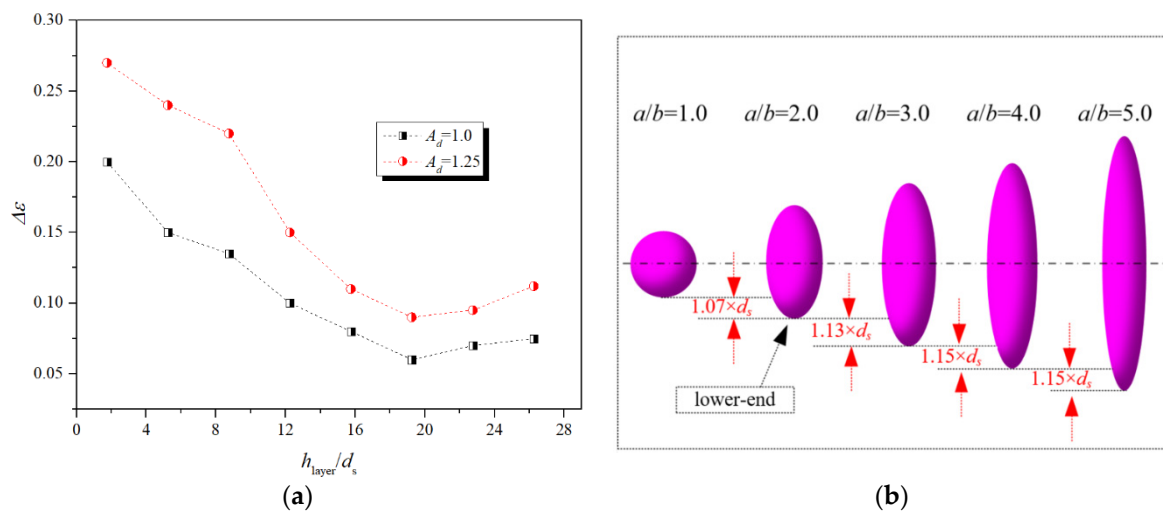 0.30
0.25
0.20
0.15
0.10
0.05
Δε
0 4 8 12 16 20 24 28
h_layer/d_s
A_d=1.0
A_d=1.25
(a)
a/b=1.0 a/b=2.0 a/b=3.0 a/b=4.0 a/b=5.0
1.07×d_s
1.13×d_s
1.15×d_s
1.15×d_s
lower-end
(b)